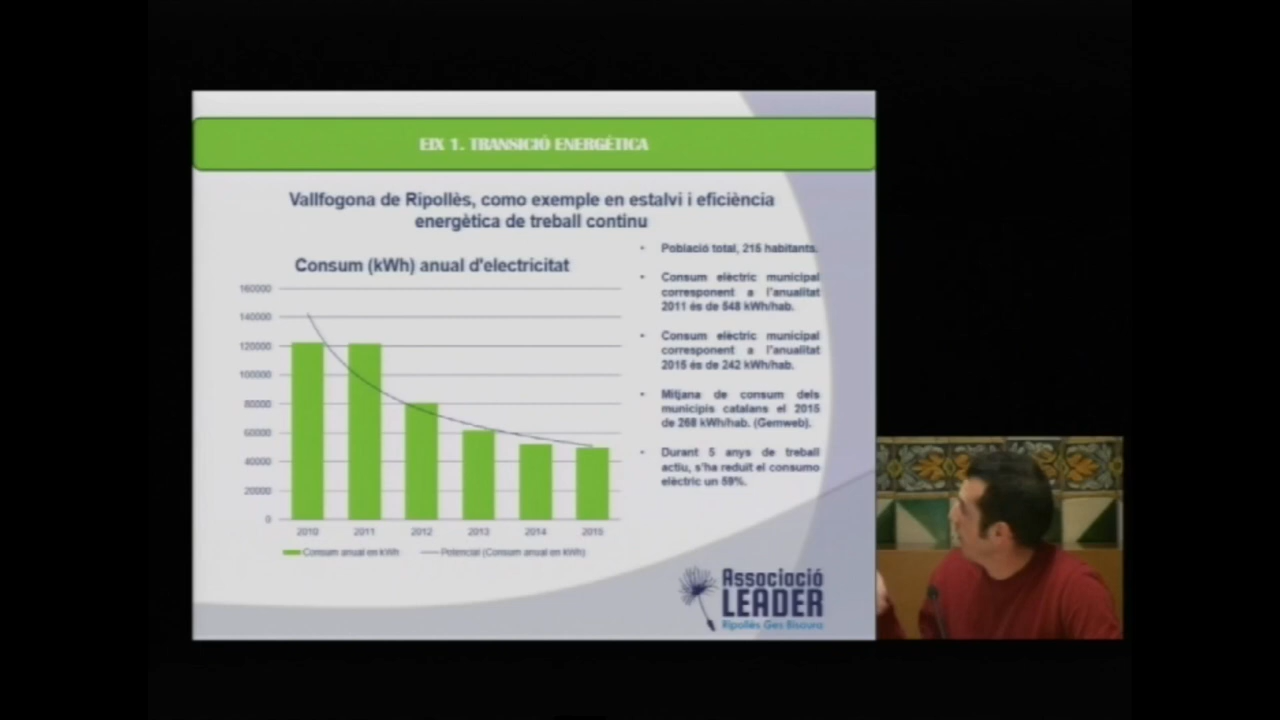 EIX 1. TRANSICIÓ ENERGÉTICA
Vallfogona de Ripollès, como exemple en estalvi i eficiència
energètica de treball continu
Consum (kWh) anual d'electricitat
160000
140000
120000
100000
80000
60000
40000
20000
0
2010 2011 2012 2013 2014 2015
Consum anual en kWh Potencial (Consum anual en kWh)
• Població total, 215 habitants.
• Consum elèctric municipal
corresponent a l'anualitat
2011 és de 548 kWh/hab.
• Consum elèctric municipal
corresponent a l'anualitat
2015 és de 242 kWh/hab.
• Mitjana de consum dels
municipis catalans el 2015
de 268 kWh/hab. (Gemweb).
• Durant 5 anys de treball
actiu, s'ha reduït el consumo
elèctric un 59%.
Associació
LEADER
Ripollès Ges Bisaura